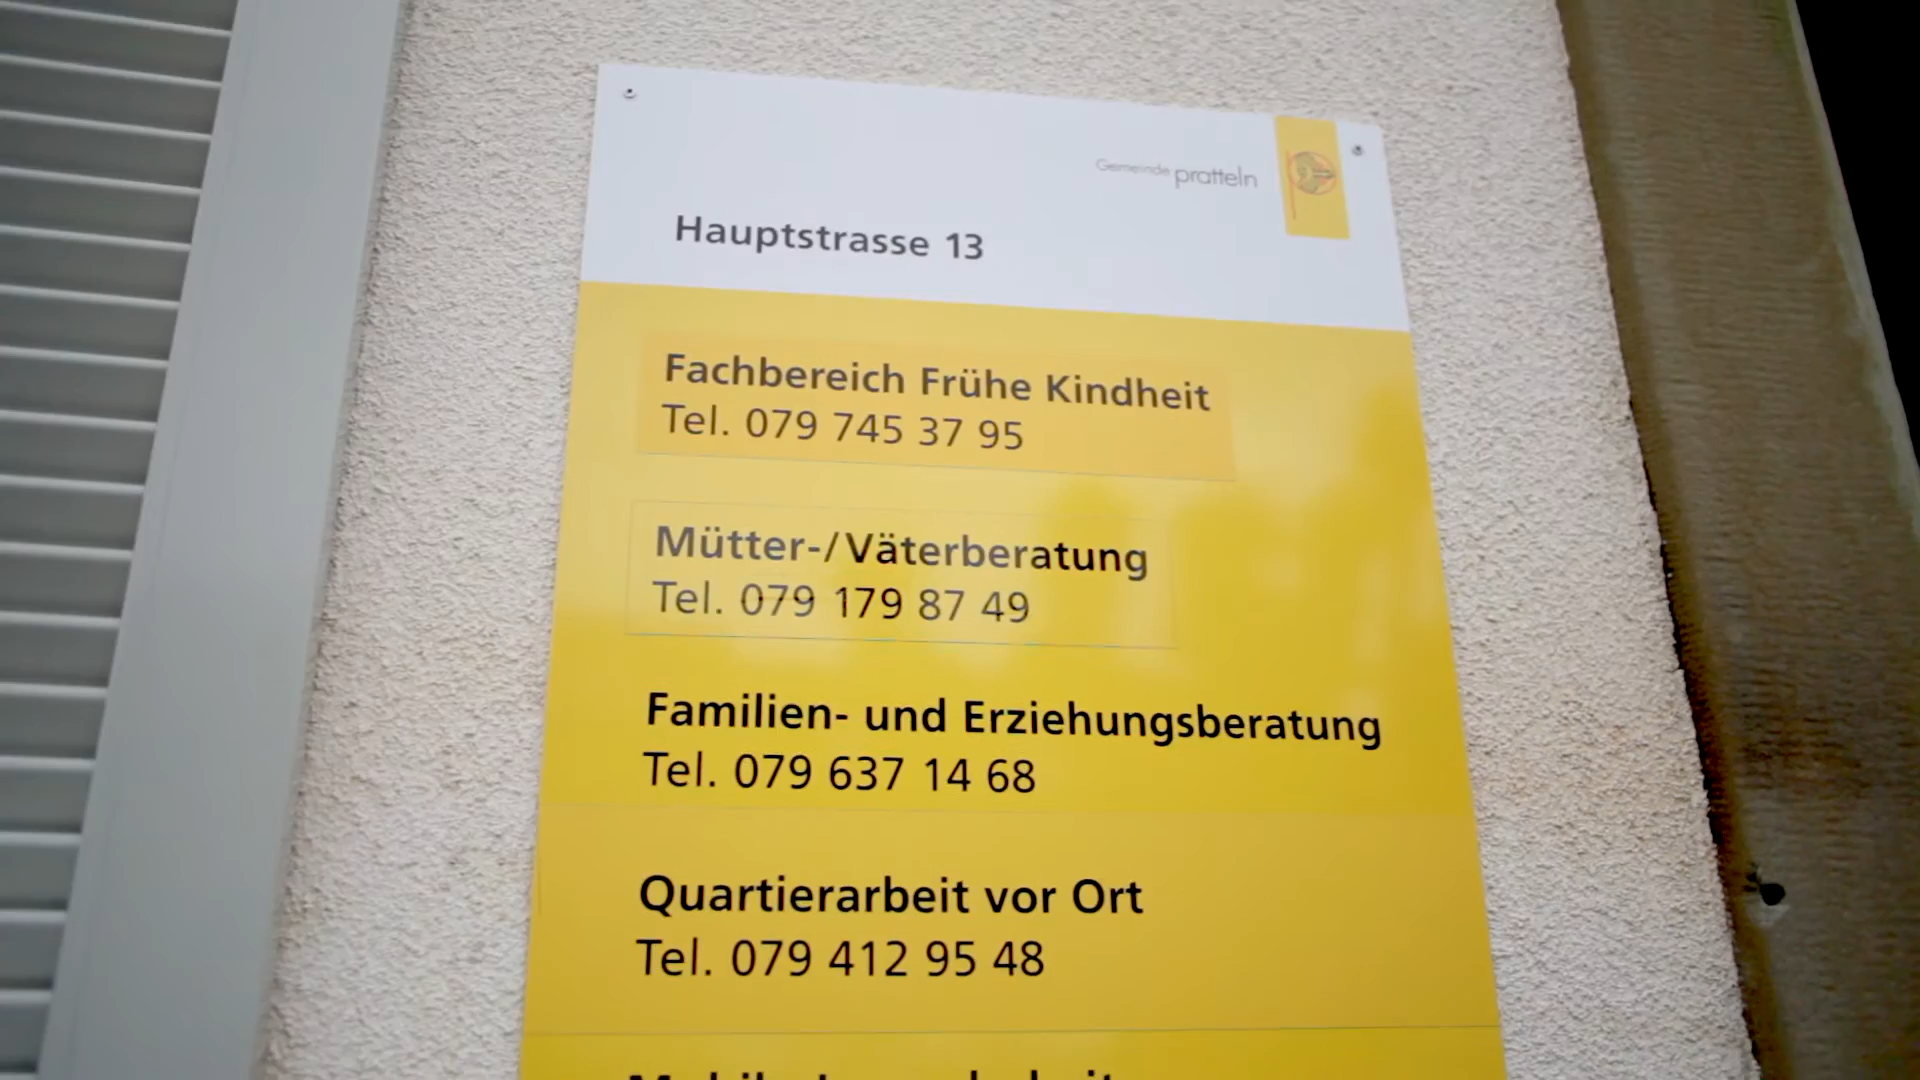 Gemeinde pratteln
Hauptstrasse 13
Fachbereich Frühe Kindheit
Tel. 079 745 37 95
Mütter-/Väterberatung
Tel. 079 179 87 49
Familien- und Erziehungsberatung
Tel. 079 637 14 68
Quartierarbeit vor Ort
Tel. 079 412 95 48